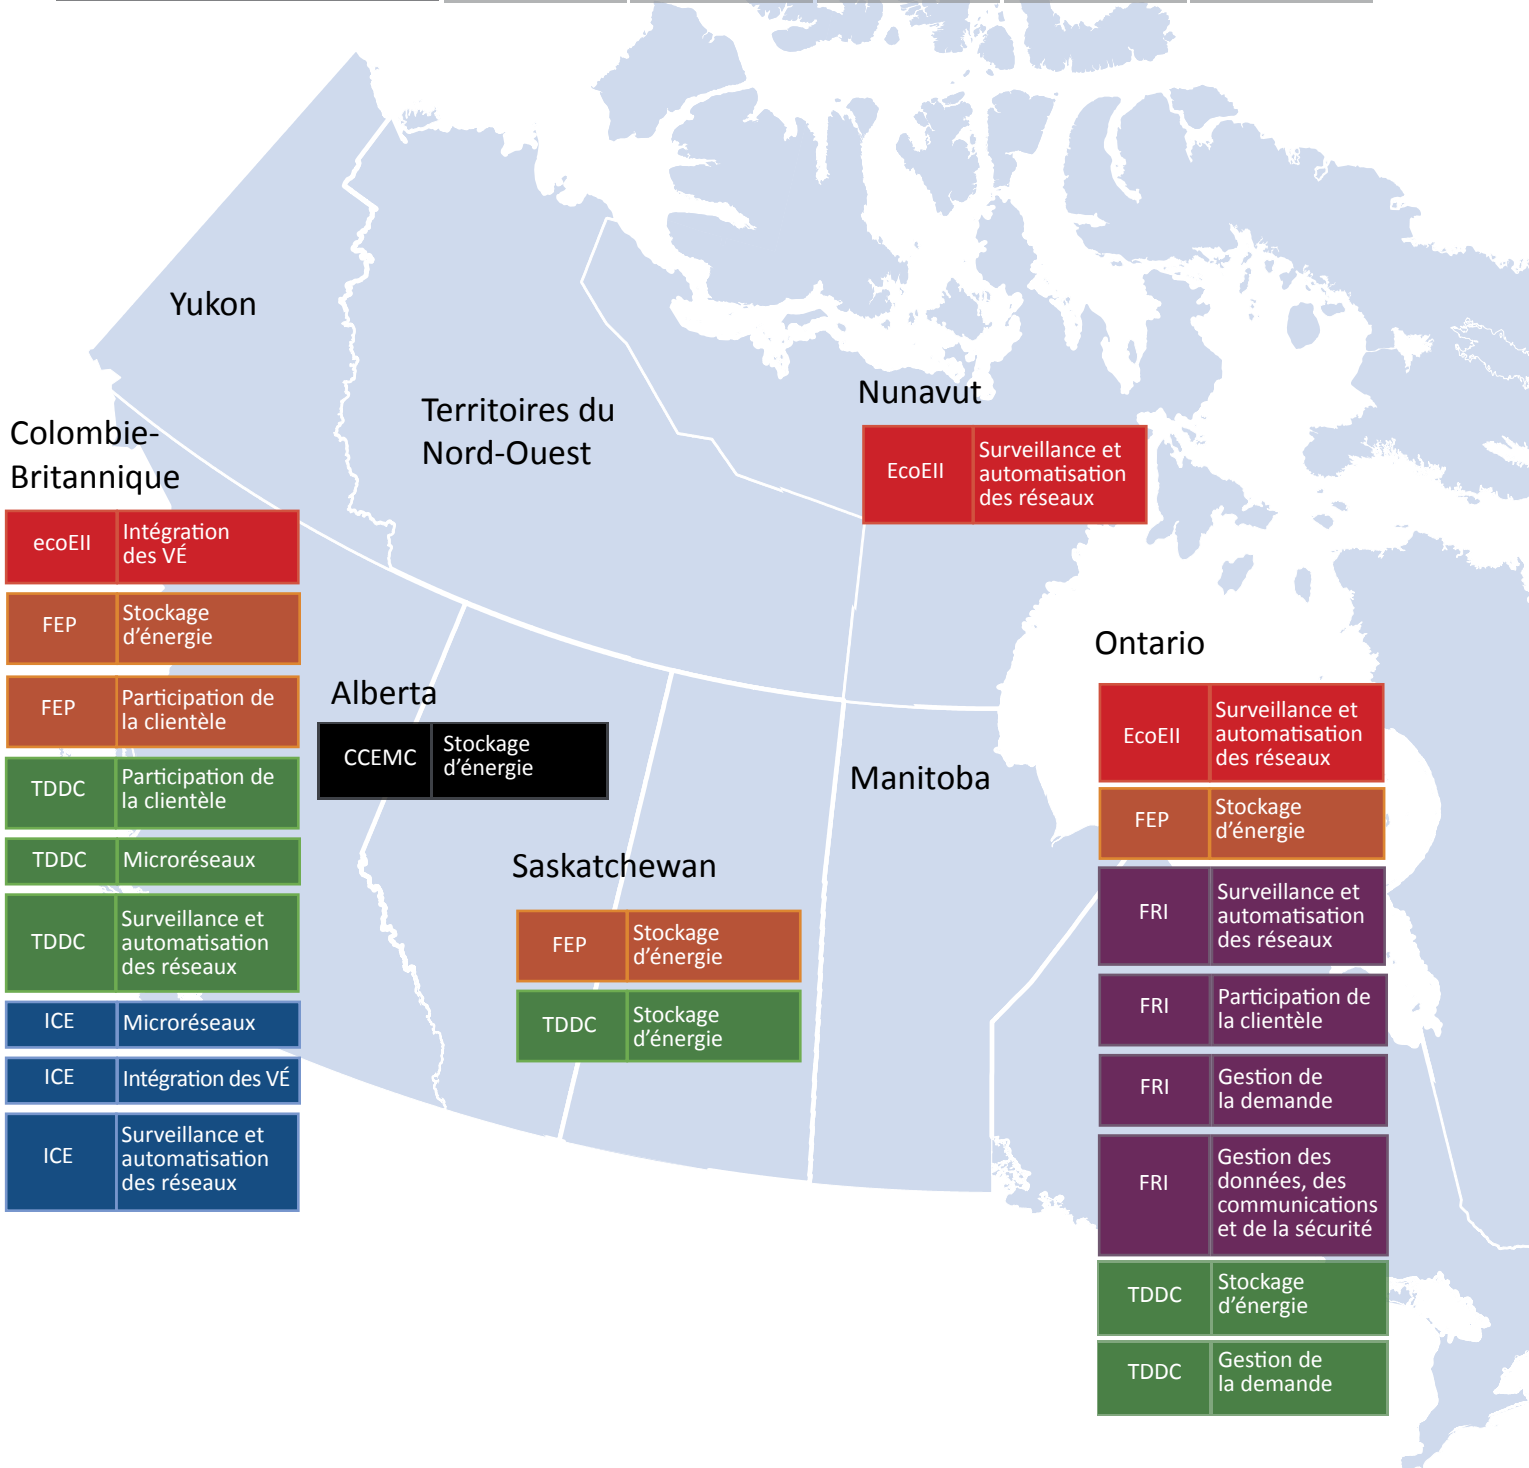 Yukon
Territoires du
Nord-Ouest
Nunavut
EcoEII
Surveillance et
automatisation
des réseaux
Colombie-
Britannique
ecoEII
Intégration
des VÉ
FEP
Stockage
d’énergie
FEP
Participation de
la clientèle
TDDC
Participation de
la clientèle
TDDC
Microréseaux
TDDC
Surveillance et
automatisation
des réseaux
ICE
Microréseaux
ICE
Intégration des VÉ
ICE
Surveillance et
automatisation
des réseaux
Alberta
CCEMC
Stockage
d’énergie
Saskatchewan
FEP
Stockage
d’énergie
TDDC
Stockage
d’énergie
Manitoba
Ontario
EcoEII
Surveillance et
automatisation
des réseaux
FEP
Stockage
d’énergie
FRI
Surveillance et
automatisation
des réseaux
FRI
Participation de
la clientèle
FRI
Gestion de
la demande
FRI
Gestion des
données, des
communications
et de la sécurité
TDDC
Stockage
d’énergie
TDDC
Gestion de
la demande